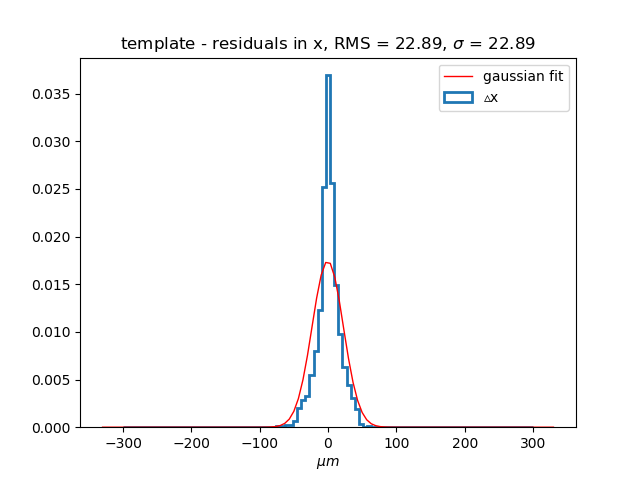 template - residuals in x, RMS = 22.89, σ = 22.89
gaussian fit
△x
0.035
0.030
0.025
0.020
0.015
0.010
0.005
0.000
−300 −200 −100 0 100 200 300
μm